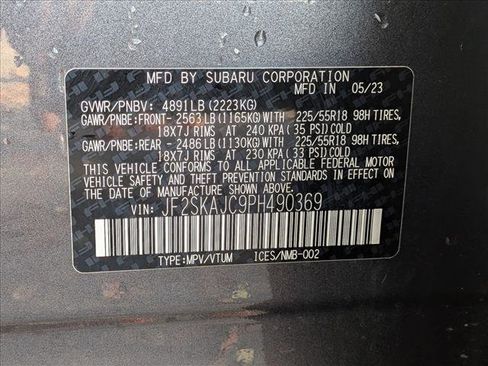 MFD BY SUBARU CORPORATION
MFD IN 05/23
GVWR/PNBV: 4891LB (2223KG)
GAWR/PNBE:FRONT- 2563LB (1165KG)WITH 225/55R18 98H TIRES,
18X7J RIMS AT 240 KPA (35 PSI)COLD
GAWR/PNBE:REAR - 2486LB (1130KG)WITH 225/55R18 98H TIRES,
18X7J RIMS AT 230 KPA (33 PSI)COLD
THIS VEHICLE CONFORMS TO ALL APPLICABLE FEDERAL MOTOR
VEHICLE SAFETY, BUMPER, AND THEFT PREVENTION STANDARDS IN EFFECT ON
THE DATE OF MANUFACTURE SHOWN ABOVE.
VIN: JF2SKAJC9PH490369
TYPE:MPV/VTUM ICES/NMB-002